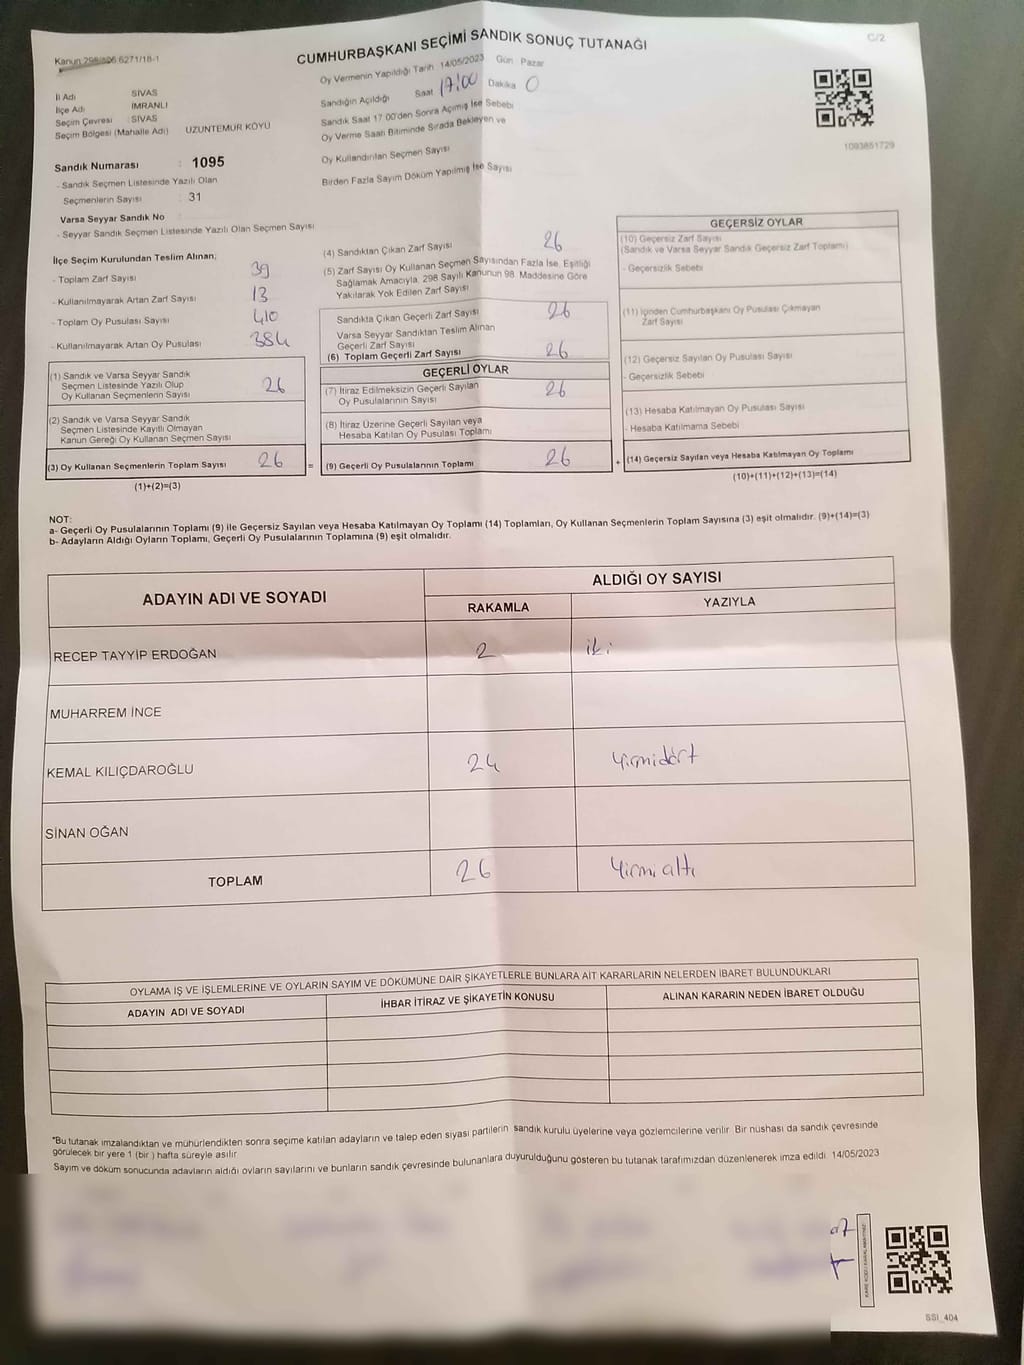 CUMHURBAŞKANI SEÇİMİ SANDIK SONUÇ TUTANAĞI
C/2
Kanun:298/
6271/18-1
Oy Vermenin Yapıldığı Tarih 14/05/2023 Gün Pazar
İl Adı SİVAS
İlçe Adı İMRANLI
Seçim Çevresi : SİVAS
Seçim Bölgesi (Mahalle Adı) UZUNTEMUR KÖYÜ
Sandığın Açıldığı Saat 17:00 Dakika 0
Sandık Saat 17.00'den Sonra Açımış İse Sebebi
Oy Verme Saati Bitiminde Sırada Bekleyen ve
Oy Kullandırılan Seçmen Sayısı
Birden Fazla Sayım Döküm Yapılmış İse Sayısı
1093851729
Sandık Numarası : 1095
- Sandık Seçmen Listesinde Yazılı Olan
Seçmenlerin Sayısı : 31
Varsa Seyyar Sandık No
- Seyyar Sandık Seçmen Listesinde Yazılı Olan Seçmen Sayısı
İlçe Seçim Kurulundan Teslim Alınan;
- Toplam Zarf Sayısı 39
- Kullanılmayarak Artan Zarf Sayısı 13
- Toplam Oy Pusulası Sayısı 410
- Kullanılmayarak Artan Oy Pusulası 384
(1) Sandık ve Varsa Seyyar Sandık
Seçmen Listesinde Yazılı Olup
Oy Kullanan Seçmenlerin Sayısı 26
(2) Sandık ve Varsa Seyyar Sandık
Seçmen Listesinde Kayıtlı Olmayan
Kanun Gereği Oy Kullanan Seçmen Sayısı
(3) Oy Kullanan Seçmenlerin Toplam Sayısı 26
(1)+(2)=(3)
(4) Sandıktan Çıkan Zarf Sayısı 26
(5) Zarf Sayısı Oy Kullanan Seçmen Sayısından Fazla İse, Eşitliği
Sağlamak Amacıyla, 298 Sayılı Kanunun 98. Maddesine Göre
Yakılarak Yok Edilen Zarf Sayısı
Sandıkta Çıkan Geçerli Zarf Sayısı 26
Varsa Seyyar Sandıktan Teslim Alınan
Geçerli Zarf Sayısı
(6) Toplam Geçerli Zarf Sayısı 26
GEÇERLİ OYLAR
(7) İtiraz Edilmeksizin Geçerli Sayılan
Oy Pusulalarının Sayısı 26
(8) İtiraz Üzerine Geçerli Sayılan veya
Hesaba Katılan Oy Pusulası Toplamı
= (9) Geçerli Oy Pusulalarının Toplamı 26
GEÇERSİZ OYLAR
(10) Geçersiz Zarf Sayısı
(Sandık ve Varsa Seyyar Sandık Geçersiz Zarf Toplamı)
- Geçersizlik Sebebi
(11) İçinden Cumhurbaşkanı Oy Pusulası Çıkmayan
Zarf Sayısı
(12) Geçersiz Sayılan Oy Pusulası Sayısı
- Geçersizlik Sebebi
(13) Hesaba Katılmayan Oy Pusulası Sayısı
- Hesaba Katılmama Sebebi
+ (14) Geçersiz Sayılan veya Hesaba Katılmayan Oy Toplamı
(10)+(11)+(12)+(13)=(14)
NOT:
a- Geçerli Oy Pusulalarının Toplamı (9) ile Geçersiz Sayılan veya Hesaba Katılmayan Oy Toplamı (14) Toplamları, Oy Kullanan Seçmenlerin Toplam Sayısına (3) eşit olmalıdır. (9)+(14)=(3)
b- Adayların Aldığı Oyların Toplamı, Geçerli Oy Pusulalarının Toplamına (9) eşit olmalıdır.
ADAYIN ADI VE SOYADI
ALDIĞI OY SAYISI
RAKAMLA YAZIYLA
RECEP TAYYİP ERDOĞAN 2 iki
MUHARREM İNCE
KEMAL KILIÇDAROĞLU 24 Yirmidört
SİNAN OĞAN
TOPLAM 26 Yirmi altı
OYLAMA İŞ VE İŞLEMLERİNE VE OYLARIN SAYIM VE DÖKÜMÜNE DAİR ŞİKAYETLERLE BUNLARA AİT KARARLARIN NELERDEN İBARET BULUNDUKLARI
ADAYIN ADI VE SOYADI İHBAR İTİRAZ VE ŞİKAYETİN KONUSU ALINAN KARARIN NEDEN İBARET OLDUĞU
*Bu tutanak imzalandıktan ve mühürlendikten sonra seçime katılan adayların ve talep eden siyasi partilerin sandık kurulu üyelerine veya gözlemcilerine verilir. Bir nüshası da sandık çevresinde
görülecek bir yere 1 (bir ) hafta süreyle asılır.
Sayım ve döküm sonucunda adayların aldığı oyların sayılarını ve bunların sandık çevresinde bulunanlara duyurulduğunu gösteren bu tutanak tarafımızdan düzenlenerek imza edildi. 14/05/2023
SSI_404